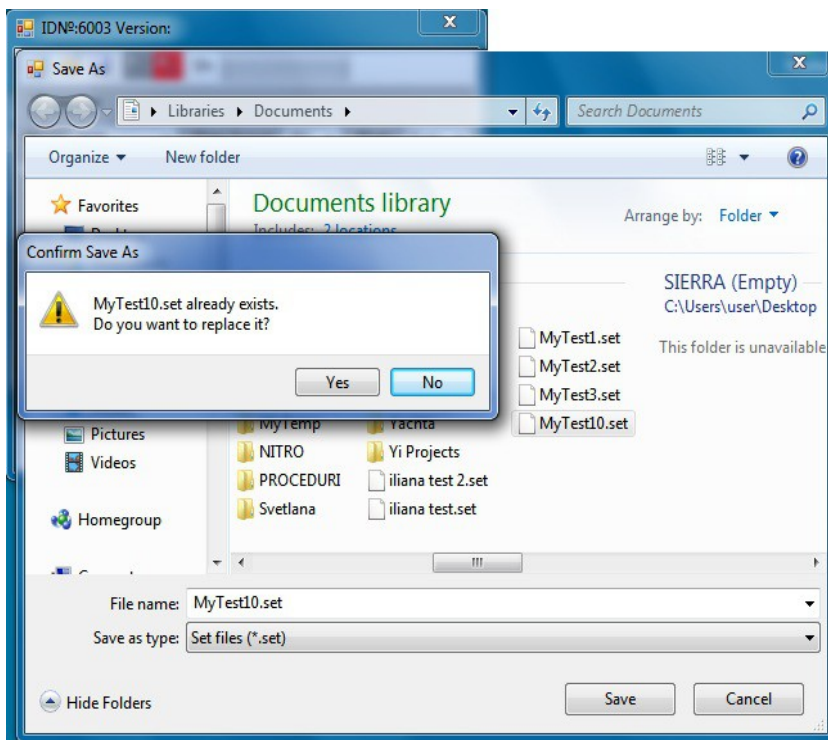 IDNº:6003 Version:
Save As
Libraries Documents
Search Documents
Organize
New folder
Favorites
Documents library
Includes: 2 locations
Arrange by: Folder
Confirm Save As
MyTest10.set already exists.
Do you want to replace it?
Yes
No
SIERRA (Empty)
C:\Users\user\Desktop
This folder is unavailable
MyTest1.set
MyTest2.set
MyTest3.set
MyTest10.set
MyTemp
Yachta
Pictures
NITRO
Yi Projects
Videos
PROCEDURI
iliana test 2.set
Svetlana
iliana test.set
Homegroup
File name: MyTest10.set
Save as type: Set files (*.set)
Hide Folders
Save
Cancel